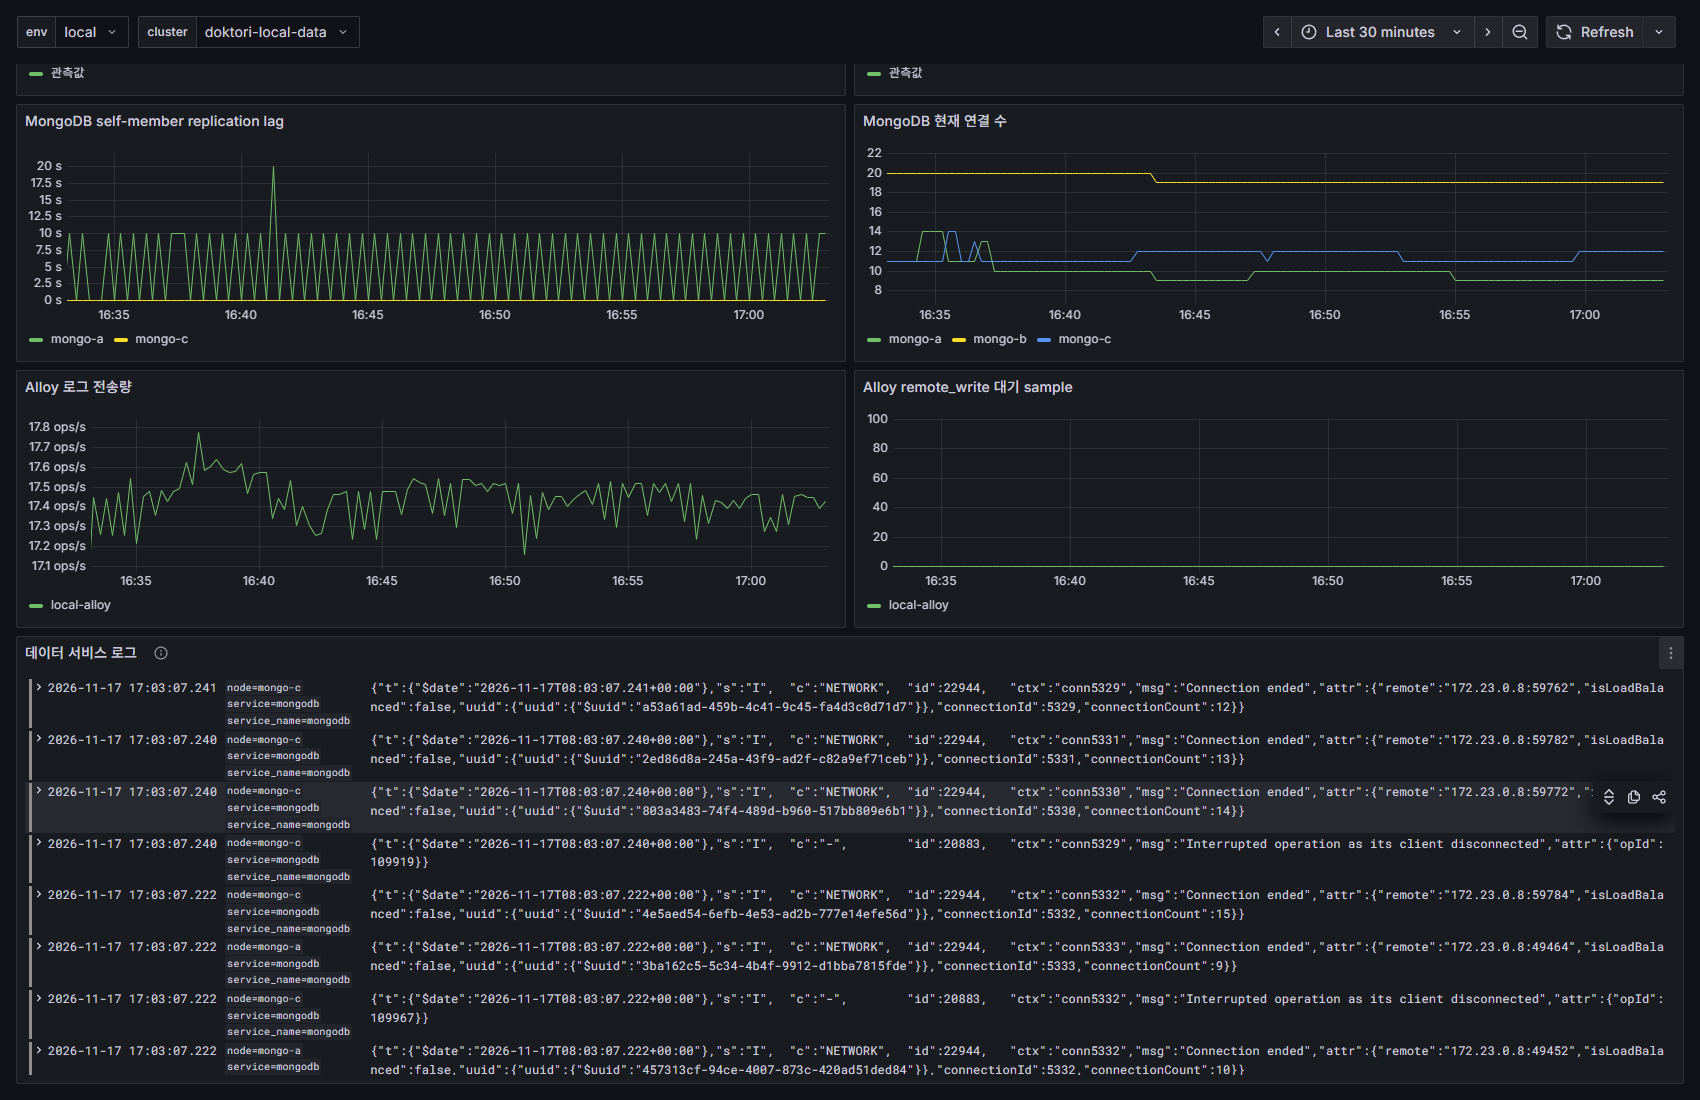 env local cluster doktori-local-data Last 30 minutes Refresh
관측값 관측값
MongoDB self-member replication lag
20 s
17.5 s
15 s
12.5 s
10 s
7.5 s
5 s
2.5 s
0 s
16:35 16:40 16:45 16:50 16:55 17:00
mongo-a mongo-c
MongoDB 현재 연결 수
22
20
18
16
14
12
10
8
16:35 16:40 16:45 16:50 16:55 17:00
mongo-a mongo-b mongo-c
Alloy 로그 전송량
17.8 ops/s
17.7 ops/s
17.6 ops/s
17.5 ops/s
17.4 ops/s
17.3 ops/s
17.2 ops/s
17.1 ops/s
16:35 16:40 16:45 16:50 16:55 17:00
local-alloy
Alloy remote_write 대기 sample
100
80
60
40
20
0
16:35 16:40 16:45 16:50 16:55 17:00
local-alloy
데이터 서비스 로그
2026-11-17 17:03:07.241 node=mongo-c service=mongodb service_name=mongodb
{"t":{"$date":"2026-11-17T08:03:07.241+00:00"},"s":"I", "c":"NETWORK", "id":22944, "ctx":"conn5329","msg":"Connection ended","attr":{"remote":"172.23.0.8:59762","isLoadBala
nced":false,"uuid":{"uuid":{"$uuid":"a53a61ad-459b-4c41-9c45-fa4d3c0d71d7"}},"connectionId":5329,"connectionCount":12}}
2026-11-17 17:03:07.240 node=mongo-c service=mongodb service_name=mongodb
{"t":{"$date":"2026-11-17T08:03:07.240+00:00"},"s":"I", "c":"NETWORK", "id":22944, "ctx":"conn5331","msg":"Connection ended","attr":{"remote":"172.23.0.8:59782","isLoadBala
nced":false,"uuid":{"uuid":{"$uuid":"2ed86d8a-245a-43f9-ad2f-c82a9ef71ceb"}},"connectionId":5331,"connectionCount":13}}
2026-11-17 17:03:07.240 node=mongo-c service=mongodb service_name=mongodb
{"t":{"$date":"2026-11-17T08:03:07.240+00:00"},"s":"I", "c":"NETWORK", "id":22944, "ctx":"conn5330","msg":"Connection ended","attr":{"remote":"172.23.0.8:59772","
nced":false,"uuid":{"uuid":{"$uuid":"803a3483-74f4-489d-b960-517bb809e6b1"}},"connectionId":5330,"connectionCount":14}}
2026-11-17 17:03:07.240 node=mongo-c service=mongodb service_name=mongodb
{"t":{"$date":"2026-11-17T08:03:07.240+00:00"},"s":"I", "c":"-", "id":20883, "ctx":"conn5329","msg":"Interrupted operation as its client disconnected","attr":{"opId":
109919}}
2026-11-17 17:03:07.222 node=mongo-c service=mongodb service_name=mongodb
{"t":{"$date":"2026-11-17T08:03:07.222+00:00"},"s":"I", "c":"NETWORK", "id":22944, "ctx":"conn5332","msg":"Connection ended","attr":{"remote":"172.23.0.8:59784","isLoadBala
nced":false,"uuid":{"uuid":{"$uuid":"4e5aed54-6efb-4e53-ad2b-777e14efe56d"}},"connectionId":5332,"connectionCount":15}}
2026-11-17 17:03:07.222 node=mongo-a service=mongodb service_name=mongodb
{"t":{"$date":"2026-11-17T08:03:07.222+00:00"},"s":"I", "c":"NETWORK", "id":22944, "ctx":"conn5333","msg":"Connection ended","attr":{"remote":"172.23.0.8:49464","isLoadBala
nced":false,"uuid":{"uuid":{"$uuid":"3ba162c5-5c34-4b4f-9912-d1bba7815fde"}},"connectionId":5333,"connectionCount":9}}
2026-11-17 17:03:07.222 node=mongo-c service=mongodb service_name=mongodb
{"t":{"$date":"2026-11-17T08:03:07.222+00:00"},"s":"I", "c":"-", "id":20883, "ctx":"conn5332","msg":"Interrupted operation as its client disconnected","attr":{"opId":
109967}}
2026-11-17 17:03:07.222 node=mongo-a service=mongodb
{"t":{"$date":"2026-11-17T08:03:07.222+00:00"},"s":"I", "c":"NETWORK", "id":22944, "ctx":"conn5332","msg":"Connection ended","attr":{"remote":"172.23.0.8:49452","isLoadBala
nced":false,"uuid":{"uuid":{"$uuid":"457313cf-94ce-4007-873c-420ad51ded84"}},"connectionId":5332,"connectionCount":10}}